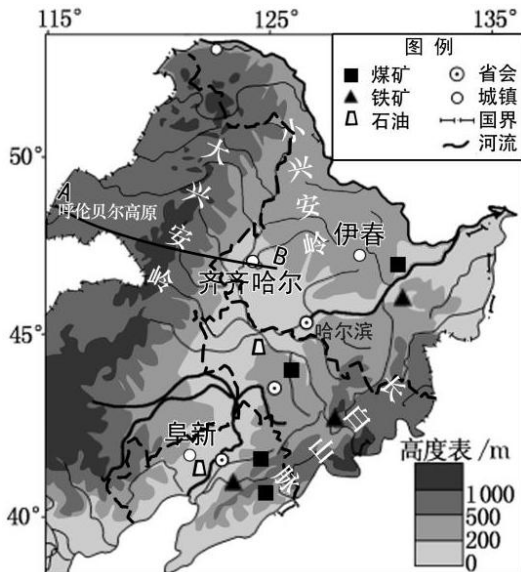 115° 125° 135°
图 例
煤矿 省会
铁矿 城镇
石油 国界
河流
50°
45°
40°
小兴安岭
大兴安岭
A
呼伦贝尔高原
B
伊春
齐齐哈尔
哈尔滨
长白山脉
阜新
高度表/m
1 000
500
200
0